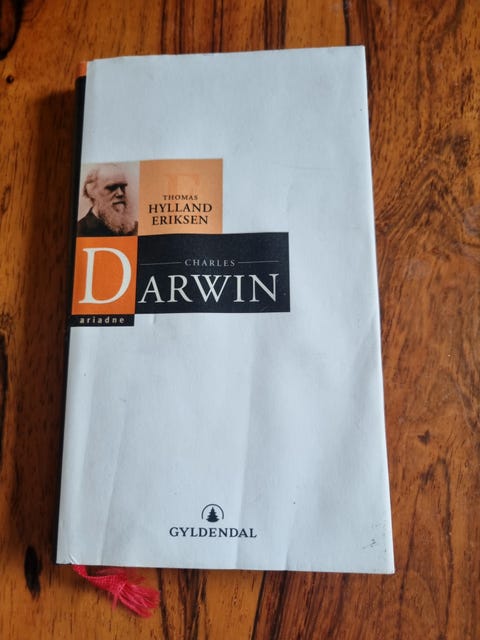 THOMAS
HYLLAND
ERIKSEN
CHARLES
DARWIN
ariadne
GYLDENDAL